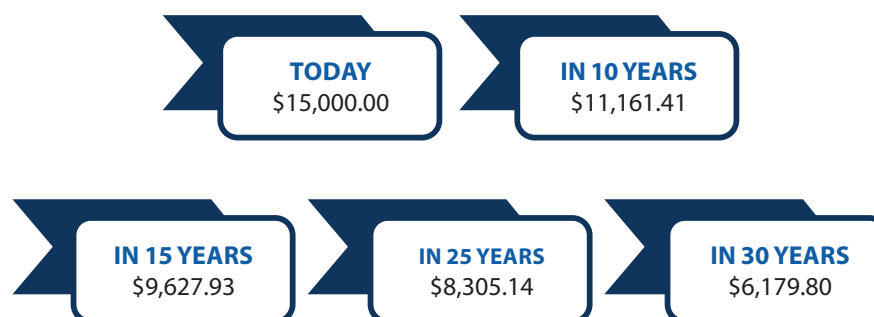 TODAY
$15,000.00
IN 10 YEARS
$11,161.41
IN 15 YEARS
$9,627.93
IN 25 YEARS
$8,305.14
IN 30 YEARS
$6,179.80